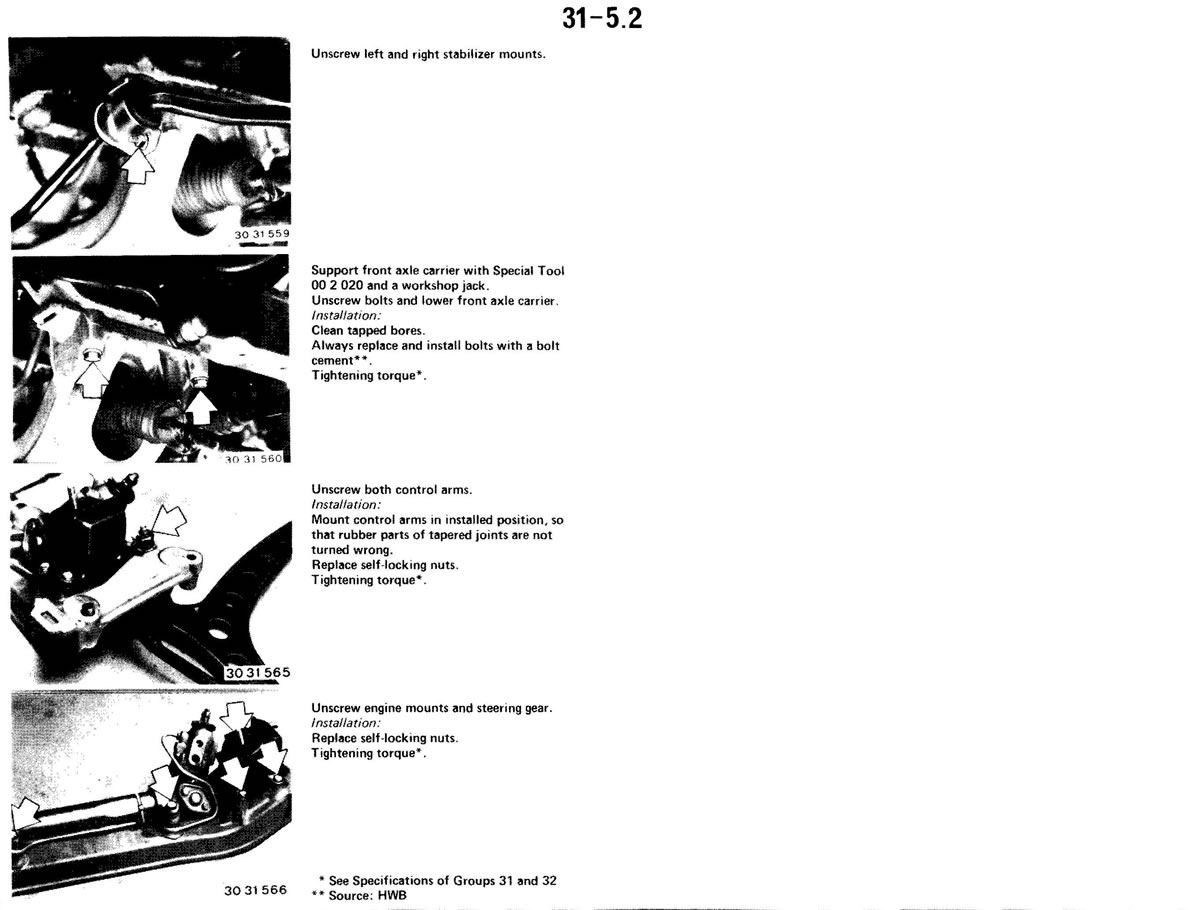 31-5.2
Unscrew left and right stabilizer mounts.
30 31 559
Support front axle carrier with Special Tool
00 2 020 and a workshop jack.
Unscrew bolts and lower front axle carrier.
Installation:
Clean tapped bores.
Always replace and install bolts with a bolt
cement**.
Tightening torque*.
30 31 560
Unscrew both control arms.
Installation:
Mount control arms in installed position, so
that rubber parts of tapered joints are not
turned wrong.
Replace self-locking nuts.
Tightening torque*.
30 31 565
Unscrew engine mounts and steering gear.
Installation:
Replace self-locking nuts.
Tightening torque*.
30 31 566
* See Specifications of Groups 31 and 32
** Source: HWB